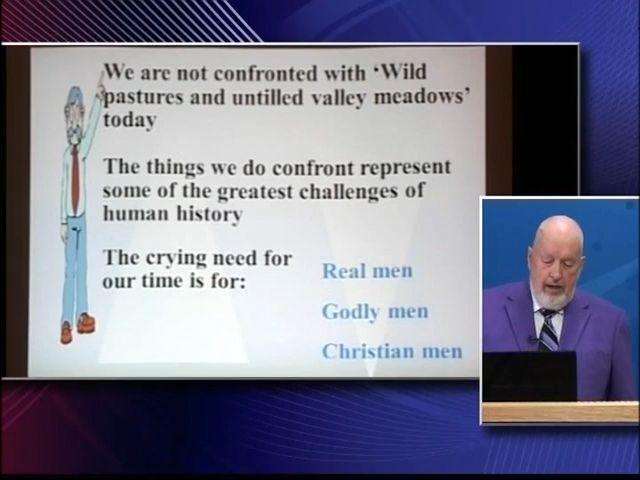 We are not confronted with ‘Wild
pastures and untilled valley meadows’
today
The things we do confront represent
some of the greatest challenges of
human history
The crying need for
our time is for:
Real men
Godly men
Christian men